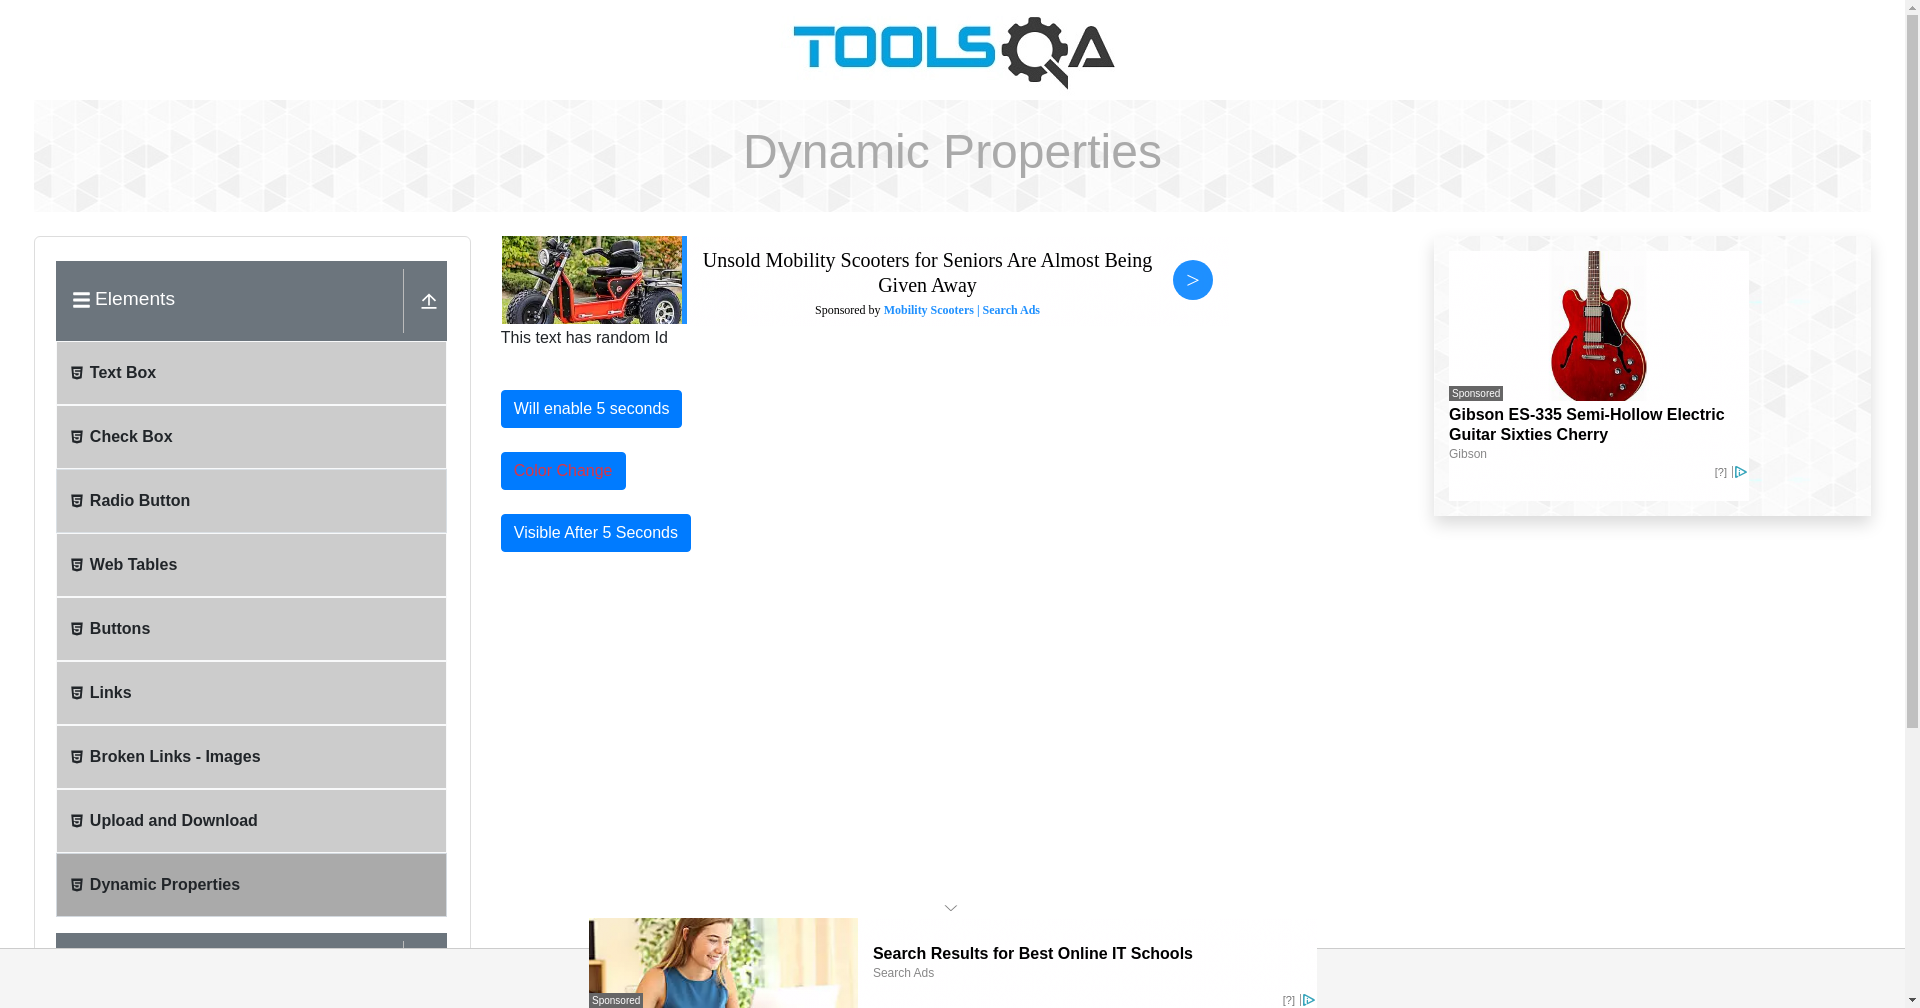 TOOLSQA
Dynamic Properties
Elements
Text Box
Check Box
Radio Button
Web Tables
Buttons
Links
Broken Links - Images
Upload and Download
Dynamic Properties
Unsold Mobility Scooters for Seniors Are Almost Being
Given Away
Sponsored by Mobility Scooters | Search Ads
>
This text has random Id
Will enable 5 seconds
Color Change
Visible After 5 Seconds
Sponsored
Gibson ES-335 Semi-Hollow Electric
Guitar Sixties Cherry
Gibson
[?]
Search Results for Best Online IT Schools
Search Ads
Sponsored
[?]